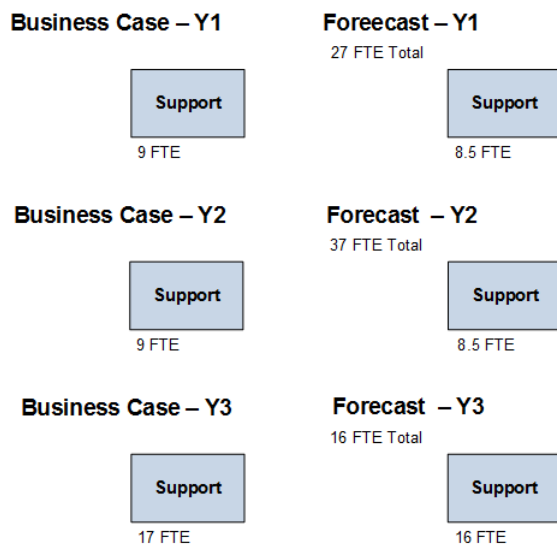 Business Case – Y1
Foreecast – Y1
27 FTE Total
Support
Support
9 FTE
8.5 FTE
Business Case – Y2
Forecast – Y2
37 FTE Total
Support
Support
9 FTE
8.5 FTE
Business Case – Y3
Forecast – Y3
16 FTE Total
Support
Support
17 FTE
16 FTE